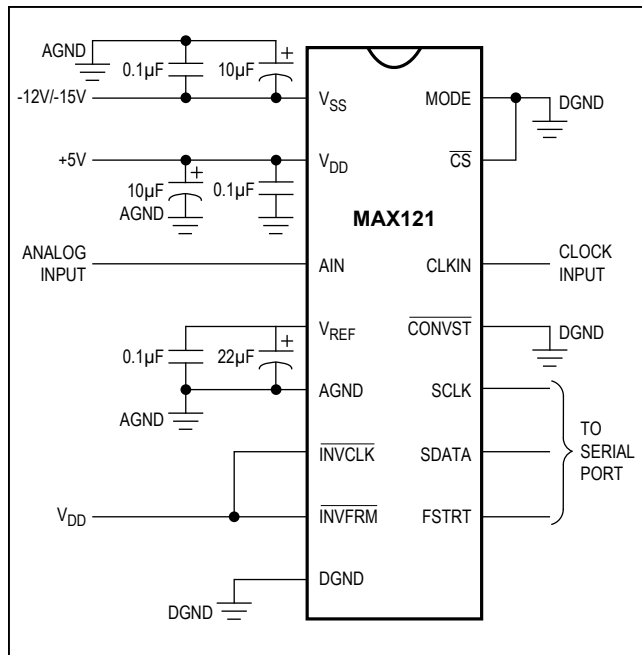 AGND
0.1µF
10µF
+
-12V/-15V
VSS
MODE
DGND
+5V
VDD
CS
10µF
+
0.1µF
AGND
MAX121
ANALOG
INPUT
AIN
CLKIN
CLOCK
INPUT
VREF
CONVST
DGND
0.1µF
22µF
+
AGND
SCLK
AGND
INVCLK
SDATA
TO
SERIAL
PORT
VDD
INVFRM
FSTRT
DGND
DGND